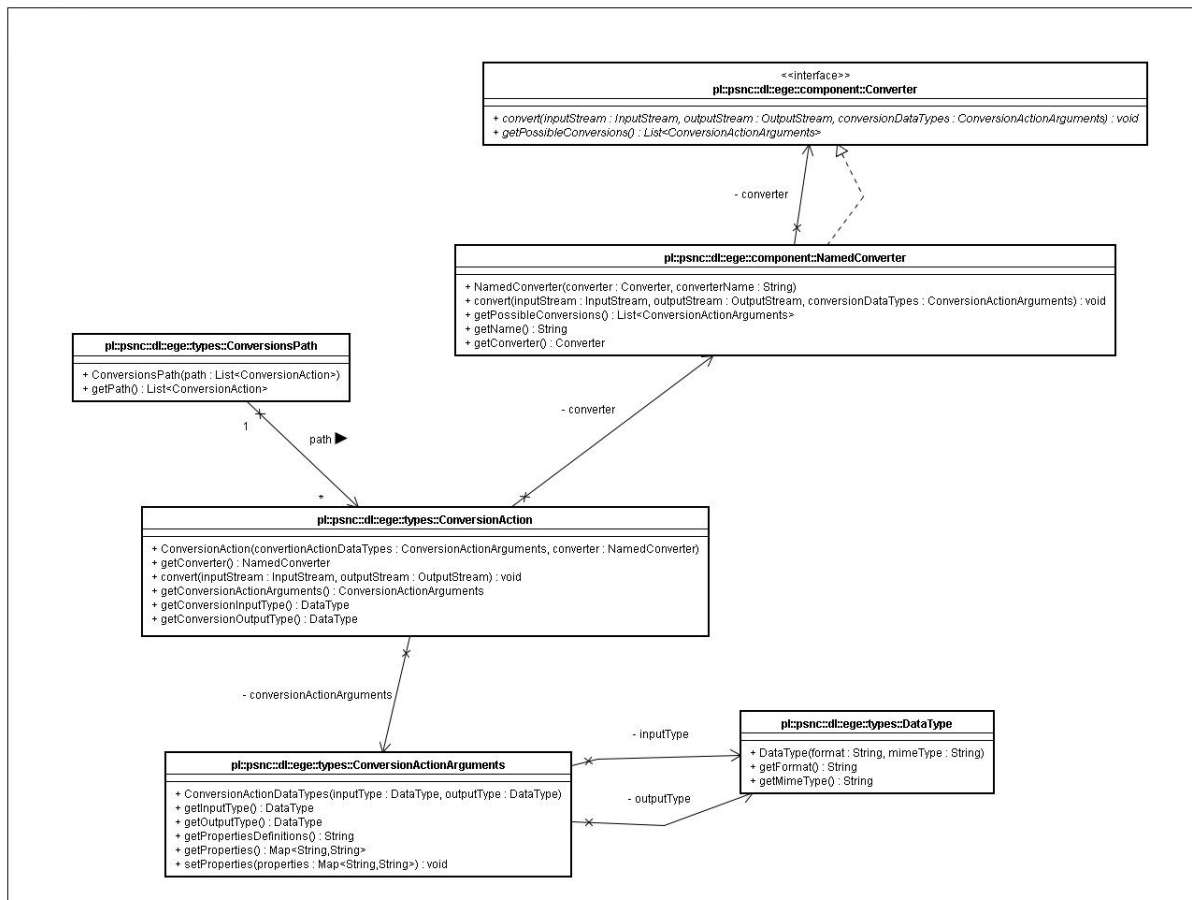 <<interface>>
pl::psnc::dl::ege::component::Converter
+ convert(inputStream : InputStream, outputStream : OutputStream, conversionDataTypes : ConversionActionArguments) : void
+ getPossibleConversions() : List<ConversionActionArguments>
- converter
pl::psnc::dl::ege::component::NamedConverter
+ NamedConverter(converter : Converter, converterName : String)
+ convert(inputStream : InputStream, outputStream : OutputStream, conversionDataTypes : ConversionActionArguments) : void
+ getPossibleConversions() : List<ConversionActionArguments>
+ getName() : String
+ getConverter() : Converter
pl::psnc::dl::ege::types::ConversionsPath
+ ConversionsPath(path : List<ConversionAction>)
+ getPath() : List<ConversionAction>
- converter
1
path ▶
*
pl::psnc::dl::ege::types::ConversionAction
+ ConversionAction(convertionActionDataTypes : ConversionActionArguments, converter : NamedConverter)
+ getConverter() : NamedConverter
+ convert(inputStream : InputStream, outputStream : OutputStream) : void
+ getConversionActionArguments() : ConversionActionArguments
+ getConversionInputType() : DataType
+ getConversionOutputType() : DataType
- conversionActionArguments
pl::psnc::dl::ege::types::ConversionActionArguments
+ ConversionActionDataTypes(inputType : DataType, outputType : DataType)
+ getInputType() : DataType
+ getOutputType() : DataType
+ getPropertiesDefinitions() : String
+ getProperties() : Map<String,String>
+ setProperties(properties : Map<String,String>) : void
- inputType
- outputType
pl::psnc::dl::ege::types::DataType
+ DataType(format : String, mimeType : String)
+ getFormat() : String
+ getMimeType() : String